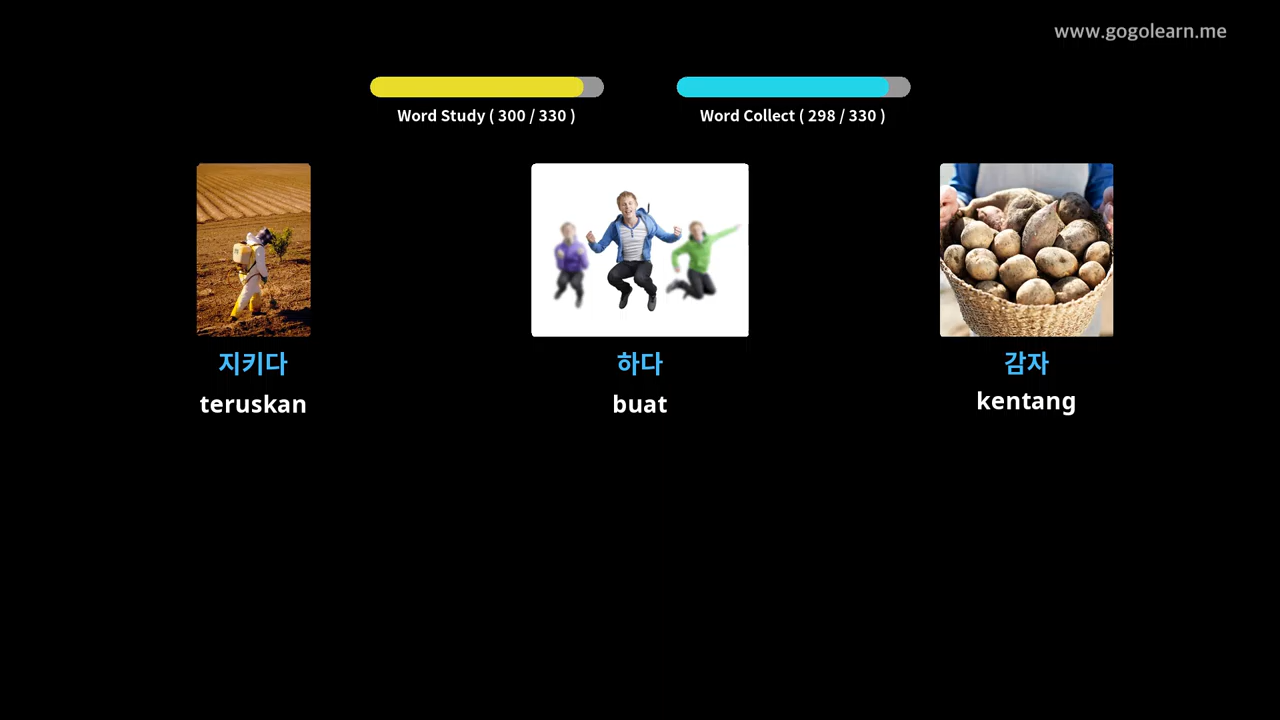 www.gogolearn.me
Word Study ( 300 / 330 )
Word Collect ( 298 / 330 )
지키다
하다
감자
teruskan
buat
kentang